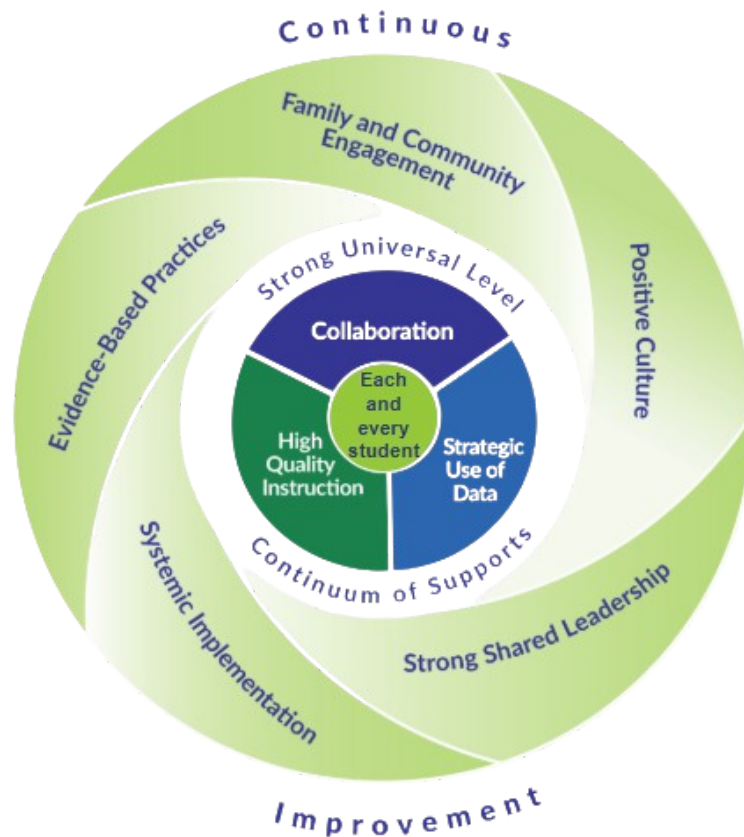 Continuous
Family and Community
Engagement
Positive Culture
Evidence-Based Practices
Strong Universal Level
Collaboration
Each
and
every
student
High
Quality
Instruction
Strategic
Use of
Data
Continuum of Supports
Systemic Implementation
Strong Shared Leadership
Improvement